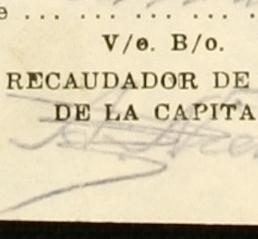 e ... ... ... ... ... ...
V/o. B/o.
RECAUDADOR DE
DE LA CAPITA